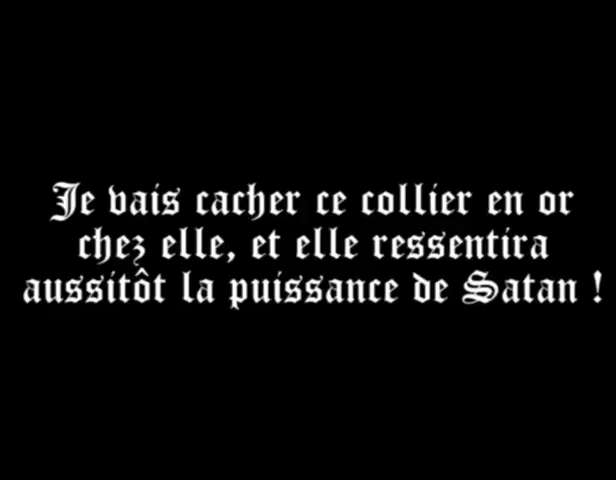 Je vais cacher ce collier en or
chez elle, et elle ressentira
aussitôt la puissance de Satan !